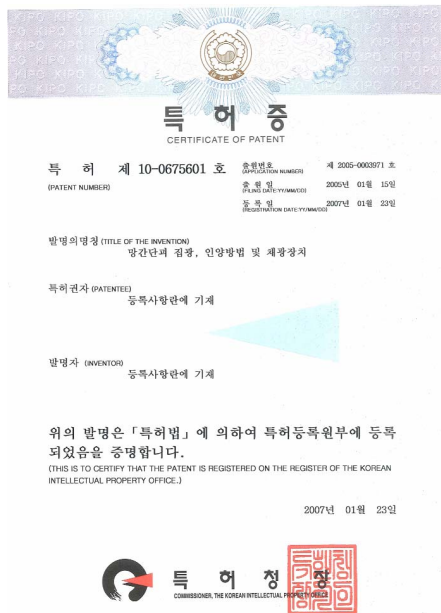 특허증
CERTIFICATE OF PATENT
특 허 제 10-0675601 호
(PATENT NUMBER)
출원번호 제 2005-0003971 호
(APPLICATION NUMBER)
출 원 일 2005년 01월 15일
(FILING DATE:YY/MM/DD)
등 록 일 2007년 01월 23일
(REGISTRATION DATE:YY/MM/DD)
발명의명칭 (TITLE OF THE INVENTION)
망간단괴 집광, 인양방법 및 채광장치
특허권자 (PATENTEE)
등록사항란에 기재
발명자 (INVENTOR)
등록사항란에 기재
위의 발명은「특허법」에 의하여 특허등록원부에 등록
되었음을 증명합니다.
(THIS IS TO CERTIFY THAT THE PATENT IS REGISTERED ON THE REGISTER OF THE KOREAN
INTELLECTUAL PROPERTY OFFICE.)
2007년 01월 23일
특 허 청 장
COMMISSIONER, THE KOREAN INTELLECTUAL PROPERTY OFFICE